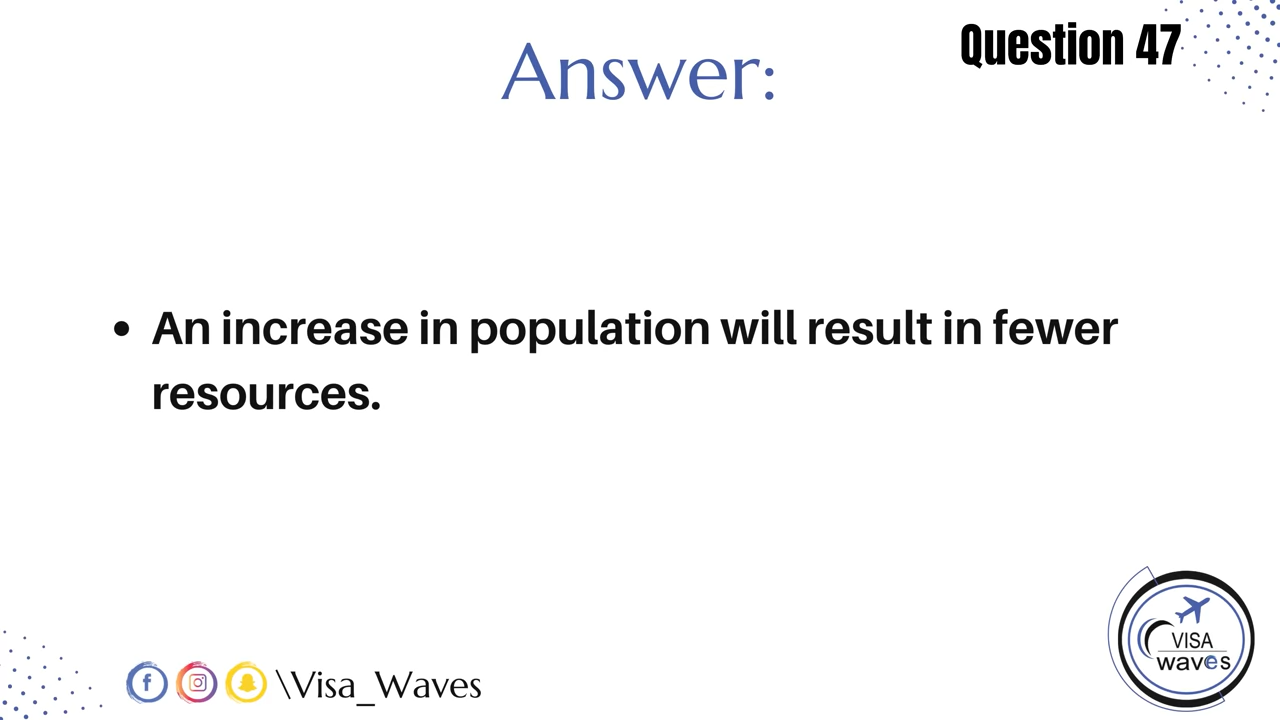 Question 47
Answer:
• An increase in population will result in fewer
resources.
\Visa_Waves
VISA
waves